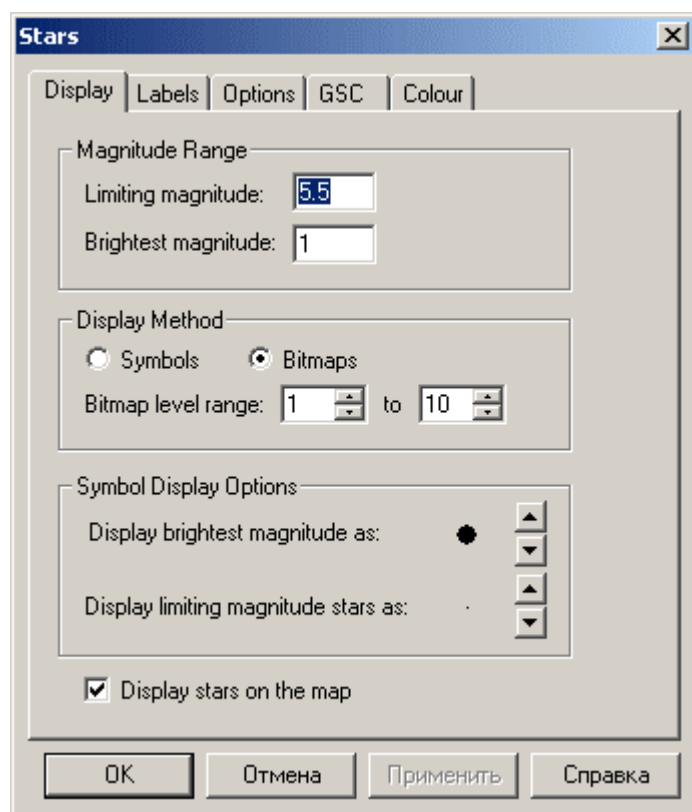 Stars
Display Labels Options GSC Colour
Magnitude Range
Limiting magnitude: 5.5
Brightest magnitude: 1
Display Method
Symbols Bitmaps
Bitmap level range: 1 to 10
Symbol Display Options
Display brightest magnitude as:
Display limiting magnitude stars as:
Display stars on the map
OK Отмена Применить Справка